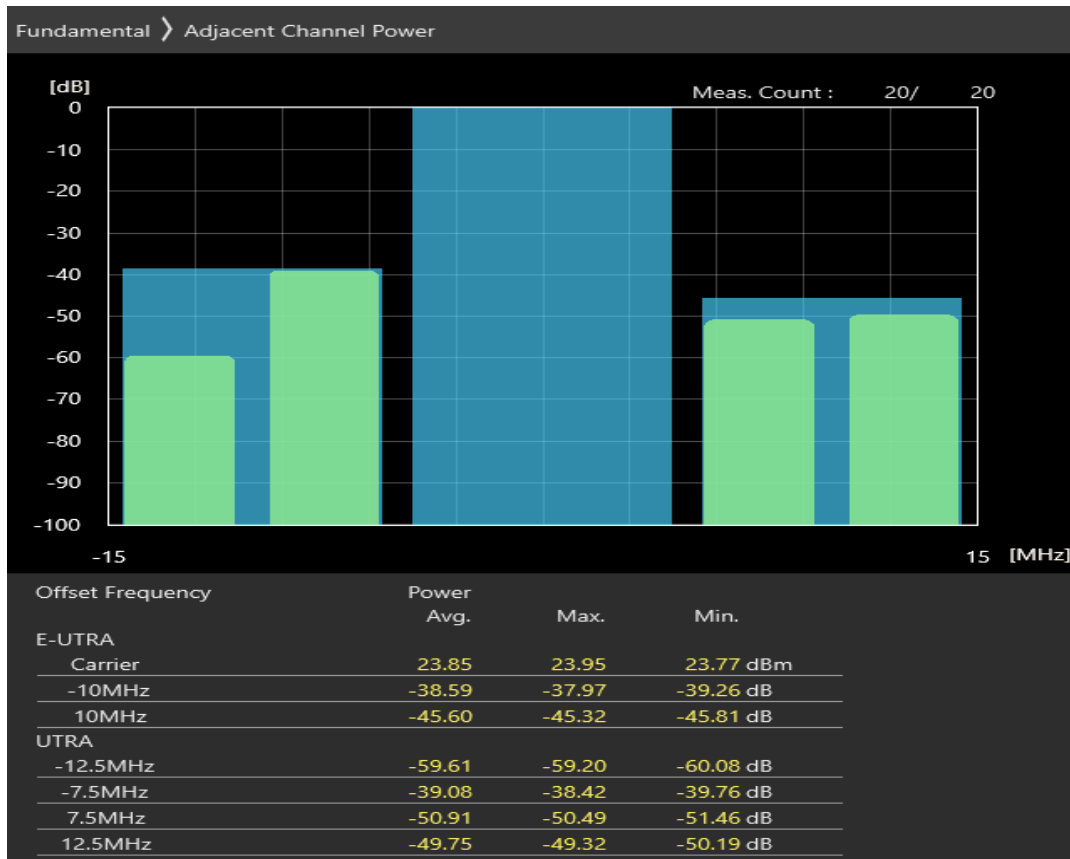 Fundamental ❯ Adjacent Channel Power
[dB]
Meas. Count : 20/ 20
0
-10
-20
-30
-40
-50
-60
-70
-80
-90
-100
-15 15 [MHz]
Offset Frequency Power
Avg. Max. Min.
E-UTRA
Carrier 23.85 23.95 23.77 dBm
-10MHz -38.59 -37.97 -39.26 dB
10MHz -45.60 -45.32 -45.81 dB
UTRA
-12.5MHz -59.61 -59.20 -60.08 dB
-7.5MHz -39.08 -38.42 -39.76 dB
7.5MHz -50.91 -50.49 -51.46 dB
12.5MHz -49.75 -49.32 -50.19 dB